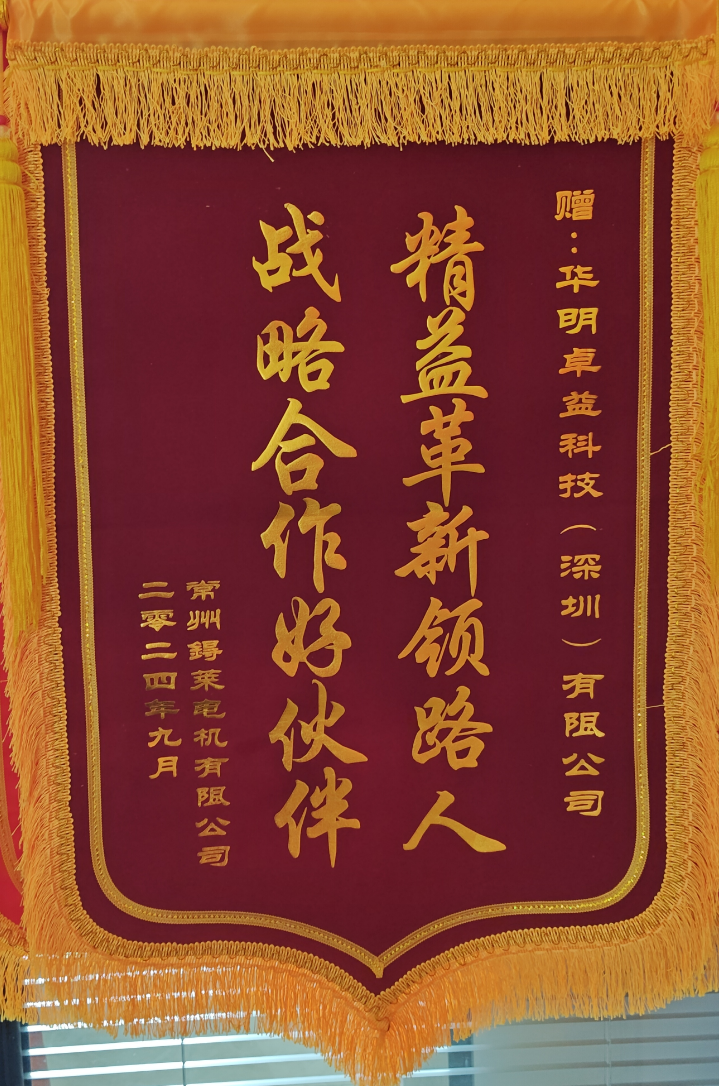 赠：华明卓益科技（深圳）有限公司
精益革新领路人
战略合作好伙伴
常州锝莱电机有限公司
二零二四年九月